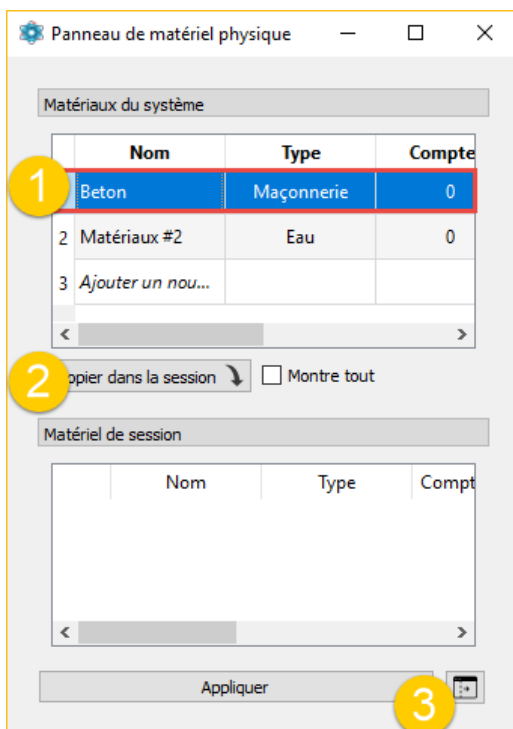 Panneau de matériel physique
Matériaux du système
Nom Type Compte
1 Beton Maçonnerie 0
2 Matériaux #2 Eau 0
3 Ajouter un nou...
2 opier dans la session Montre tout
Matériel de session
Nom Type Compt
Appliquer
3